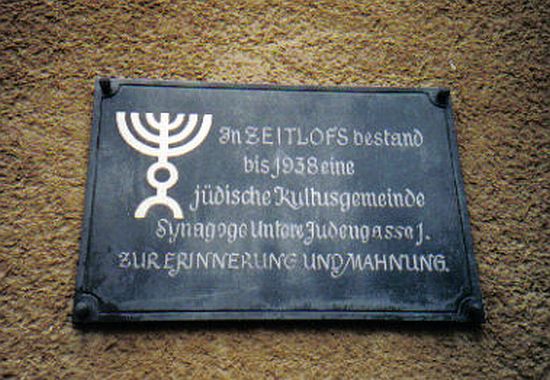 In ZEITLOFS bestand
bis 1938 eine
jüdische Kultusgemeinde
Synagoge Untere Judengasse 1.
ZUR ERINNERUNG UND MAHNUNG.